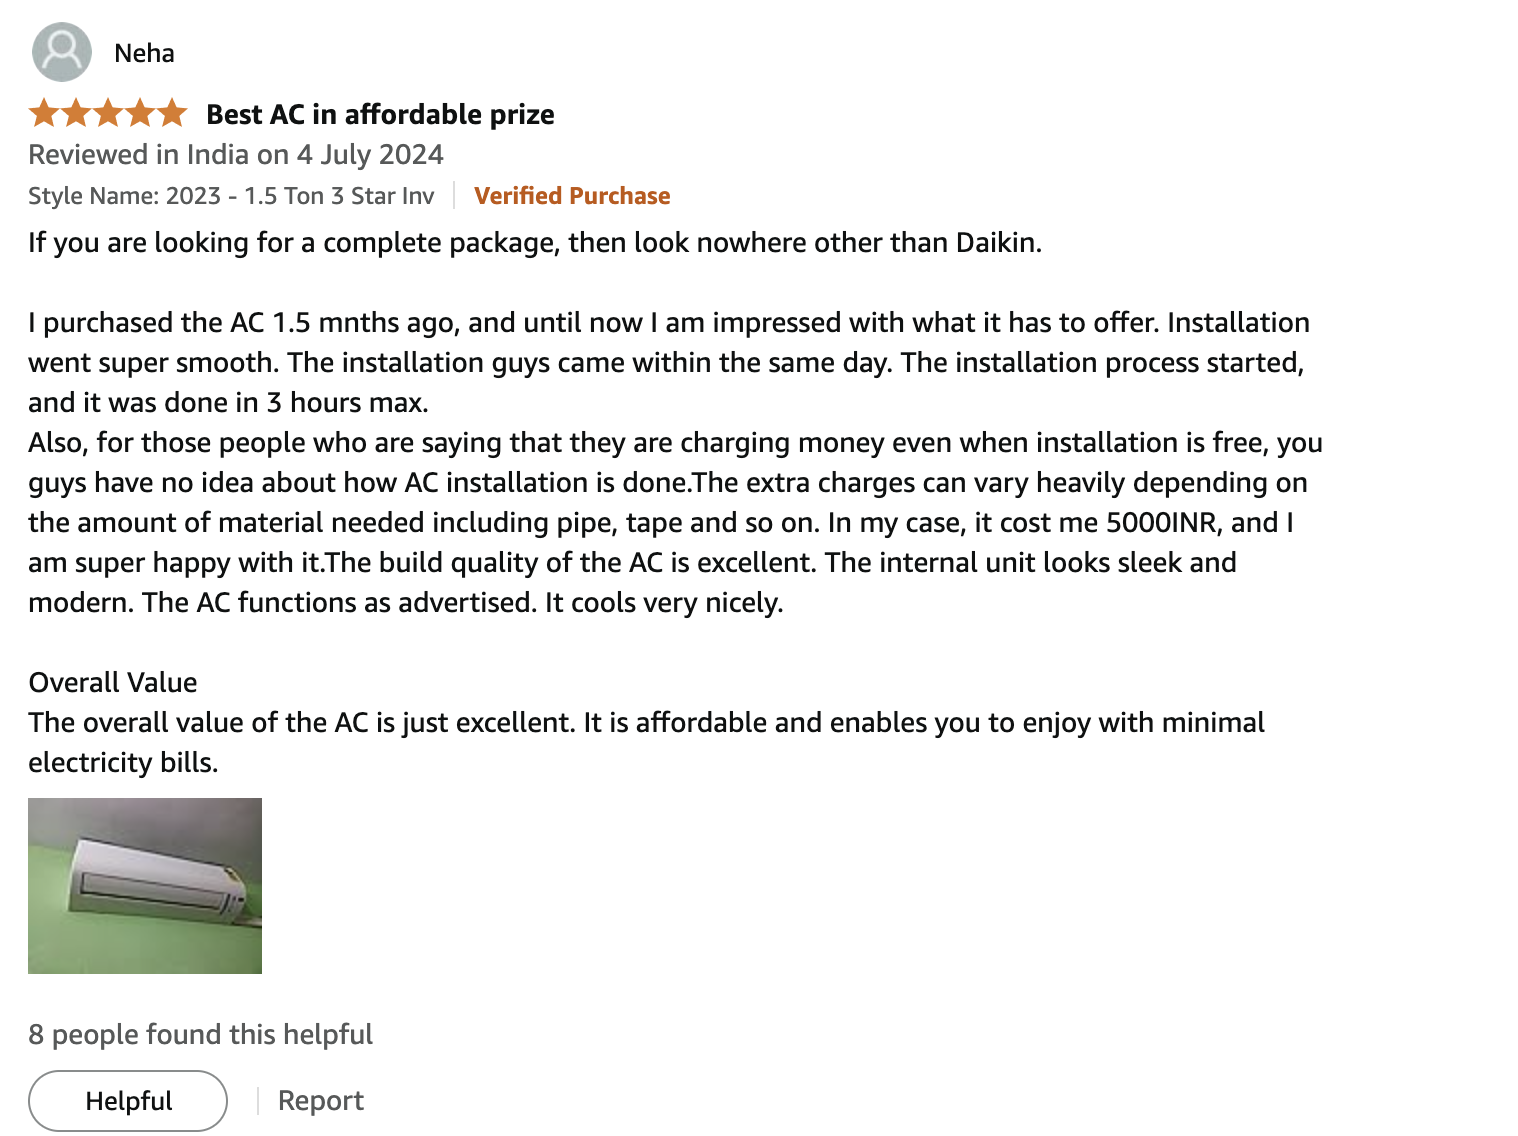 Neha
Best AC in affordable prize
Reviewed in India on 4 July 2024
Style Name: 2023 - 1.5 Ton 3 Star Inv Verified Purchase
If you are looking for a complete package, then look nowhere other than Daikin.
I purchased the AC 1.5 mnths ago, and until now I am impressed with what it has to offer. Installation
went super smooth. The installation guys came within the same day. The installation process started,
and it was done in 3 hours max.
Also, for those people who are saying that they are charging money even when installation is free, you
guys have no idea about how AC installation is done.The extra charges can vary heavily depending on
the amount of material needed including pipe, tape and so on. In my case, it cost me 5000INR, and I
am super happy with it.The build quality of the AC is excellent. The internal unit looks sleek and
modern. The AC functions as advertised. It cools very nicely.
Overall Value
The overall value of the AC is just excellent. It is affordable and enables you to enjoy with minimal
electricity bills.
8 people found this helpful
Helpful Report